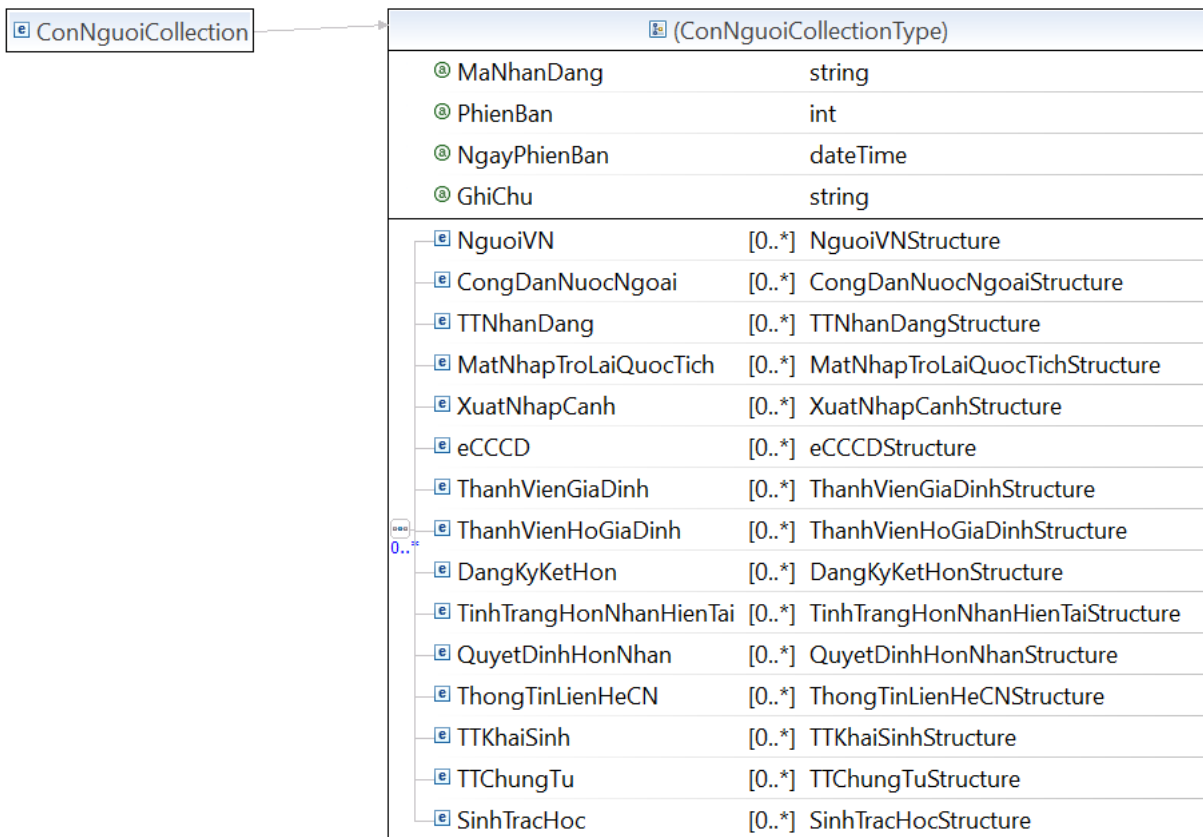 ConNguoiCollection
(ConNguoiCollectionType)
MaNhanDang string
PhienBan int
NgayPhienBan dateTime
GhiChu string
NguoiVN [0..*] NguoiVNStructure
CongDanNuocNgoai [0..*] CongDanNuocNgoaiStructure
TTNhanDang [0..*] TTNhanDangStructure
MatNhapTroLaiQuocTich [0..*] MatNhapTroLaiQuocTichStructure
XuatNhapCanh [0..*] XuatNhapCanhStructure
eCCCD [0..*] eCCCDStructure
ThanhVienGiaDinh [0..*] ThanhVienGiaDinhStructure
ThanhVienHoGiaDinh [0..*] ThanhVienHoGiaDinhStructure
0..*
DangKyKetHon [0..*] DangKyKetHonStructure
TinhTrangHonNhanHienTai [0..*] TinhTrangHonNhanHienTaiStructure
QuyetDinhHonNhan [0..*] QuyetDinhHonNhanStructure
ThongTinLienHeCN [0..*] ThongTinLienHeCNStructure
TTKhaiSinh [0..*] TTKhaiSinhStructure
TTChungTu [0..*] TTChungTuStructure
SinhTracHoc [0..*] SinhTracHocStructure